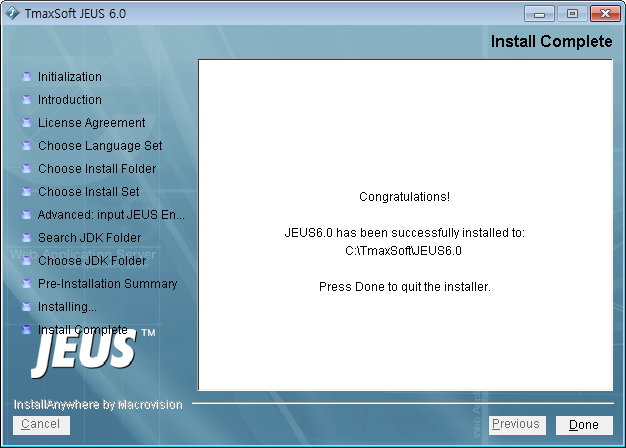 TmaxSoft JEUS 6.0
Install Complete
Initialization
Introduction
License Agreement
Choose Language Set
Choose Install Folder
Choose Install Set
Advanced: input JEUS En...
Search JDK Folder
Web Application Server
Choose JDK Folder
Pre-Installation Summary
Installing...
Install Complete
JEUS™
Congratulations!
JEUS6.0 has been successfully installed to:
C:\TmaxSoft\JEUS6.0
Press Done to quit the installer.
InstallAnywhere by Macrovision
Cancel
Previous
Done